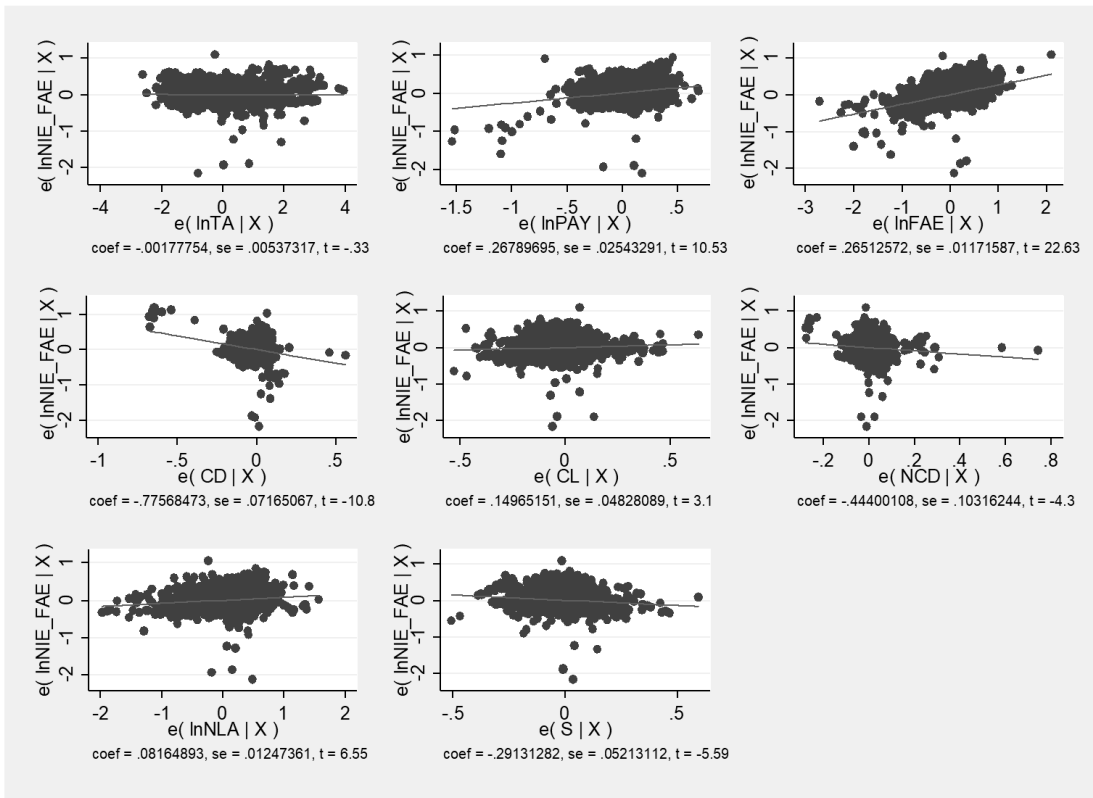 e( lnNIE_FAE | X )
1
0
-1
-2
-4 -2 0 2 4
e( lnTA | X )
coef = -.00177754, se = .00537317, t = -.33
e( lnNIE_FAE | X )
1
0
-1
-2
-1.5 -1 -.5 0 .5
e( lnPAY | X )
coef = .26789695, se = .02543291, t = 10.53
e( lnNIE_FAE | X )
1
0
-1
-2
-3 -2 -1 0 1 2
e( lnFAE | X )
coef = .26512572, se = .01171587, t = 22.63
e( lnNIE_FAE | X )
1
0
-1
-2
-1 -.5 0 .5
e( CD | X )
coef = -.77568473, se = .07165067, t = -10.8
e( lnNIE_FAE | X )
1
0
-1
-2
-.5 0 .5
e( CL | X )
coef = .14965151, se = .04828089, t = 3.1
e( lnNIE_FAE | X )
1
0
-1
-2
-.2 0 .2 .4 .6 .8
e( NCD | X )
coef = -.44400108, se = .10316244, t = -4.3
e( lnNIE_FAE | X )
1
0
-1
-2
-2 -1 0 1 2
e( lnNLA | X )
coef = .08164893, se = .01247361, t = 6.55
e( lnNIE_FAE | X )
1
0
-1
-2
-.5 0 .5
e( S | X )
coef = -.29131282, se = .05213112, t = -5.59